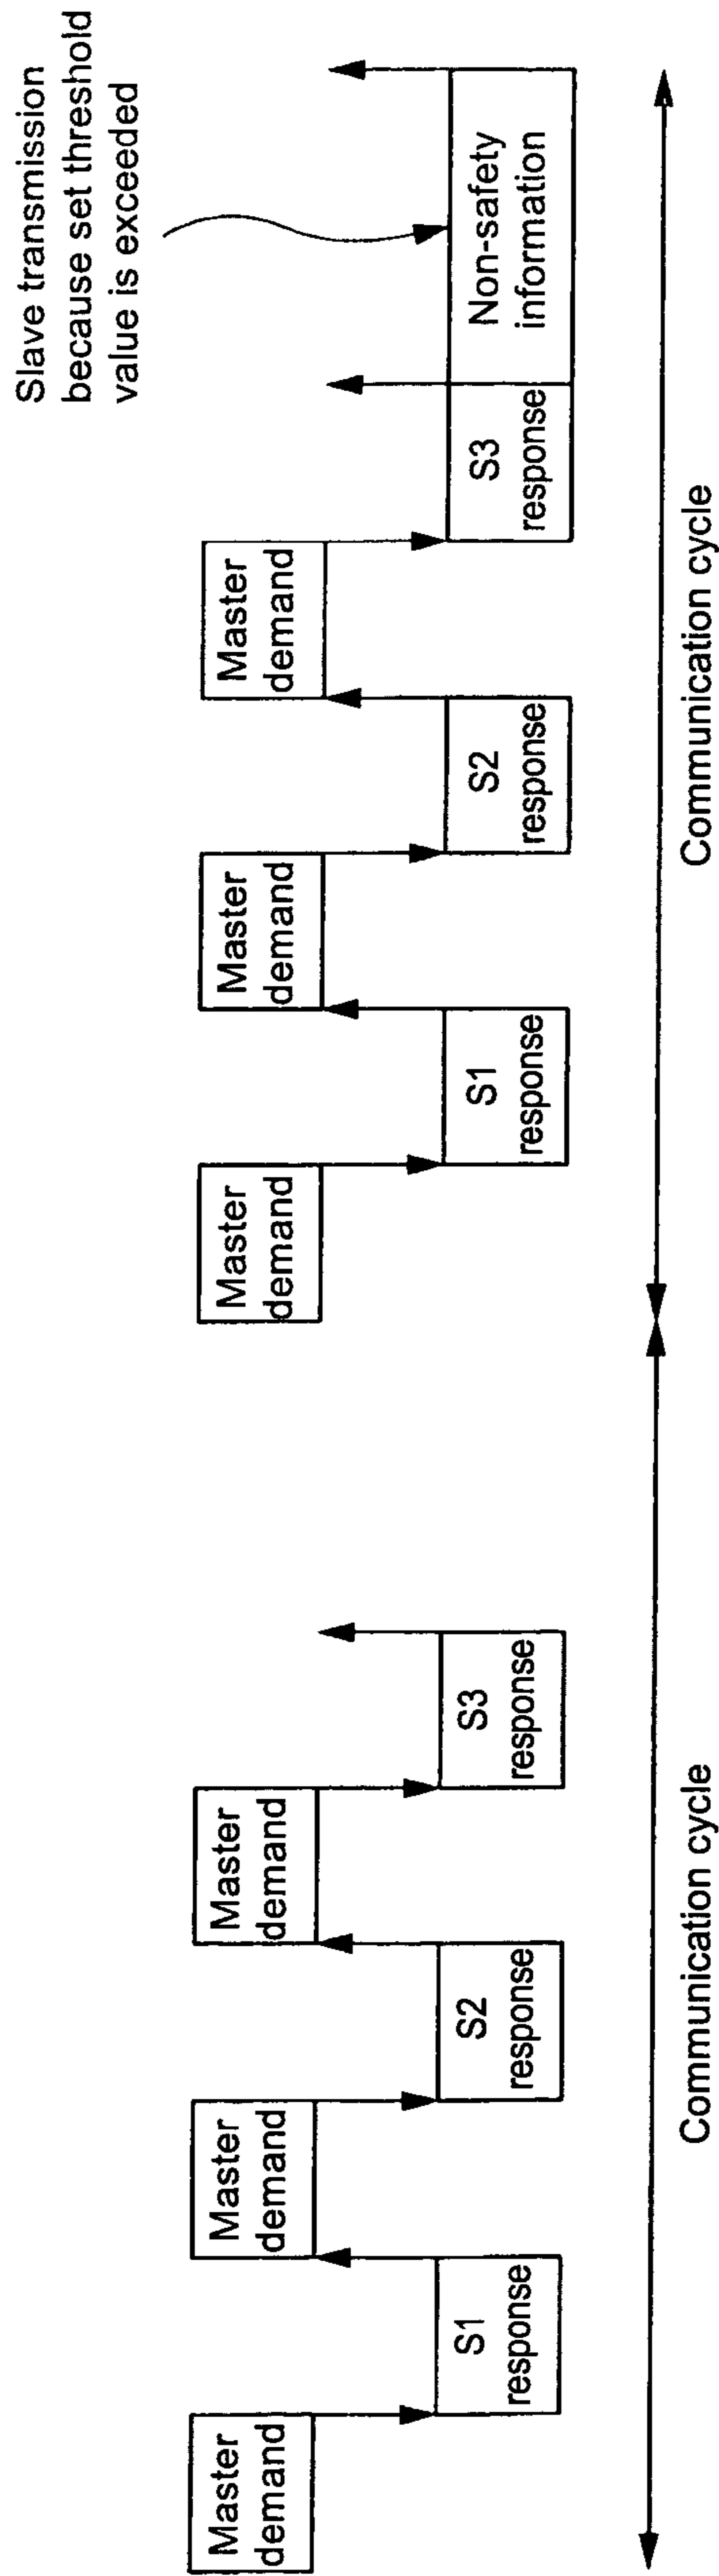 Slave transmission
because set threshold
value is exceeded
Master
demand
Master
demand
Master
demand
Master
demand
Master
demand
Master
demand
S1
response
S2
response
S3
response
S1
response
S2
response
S3
response
Non-safety
information
Communication cycle
Communication cycle